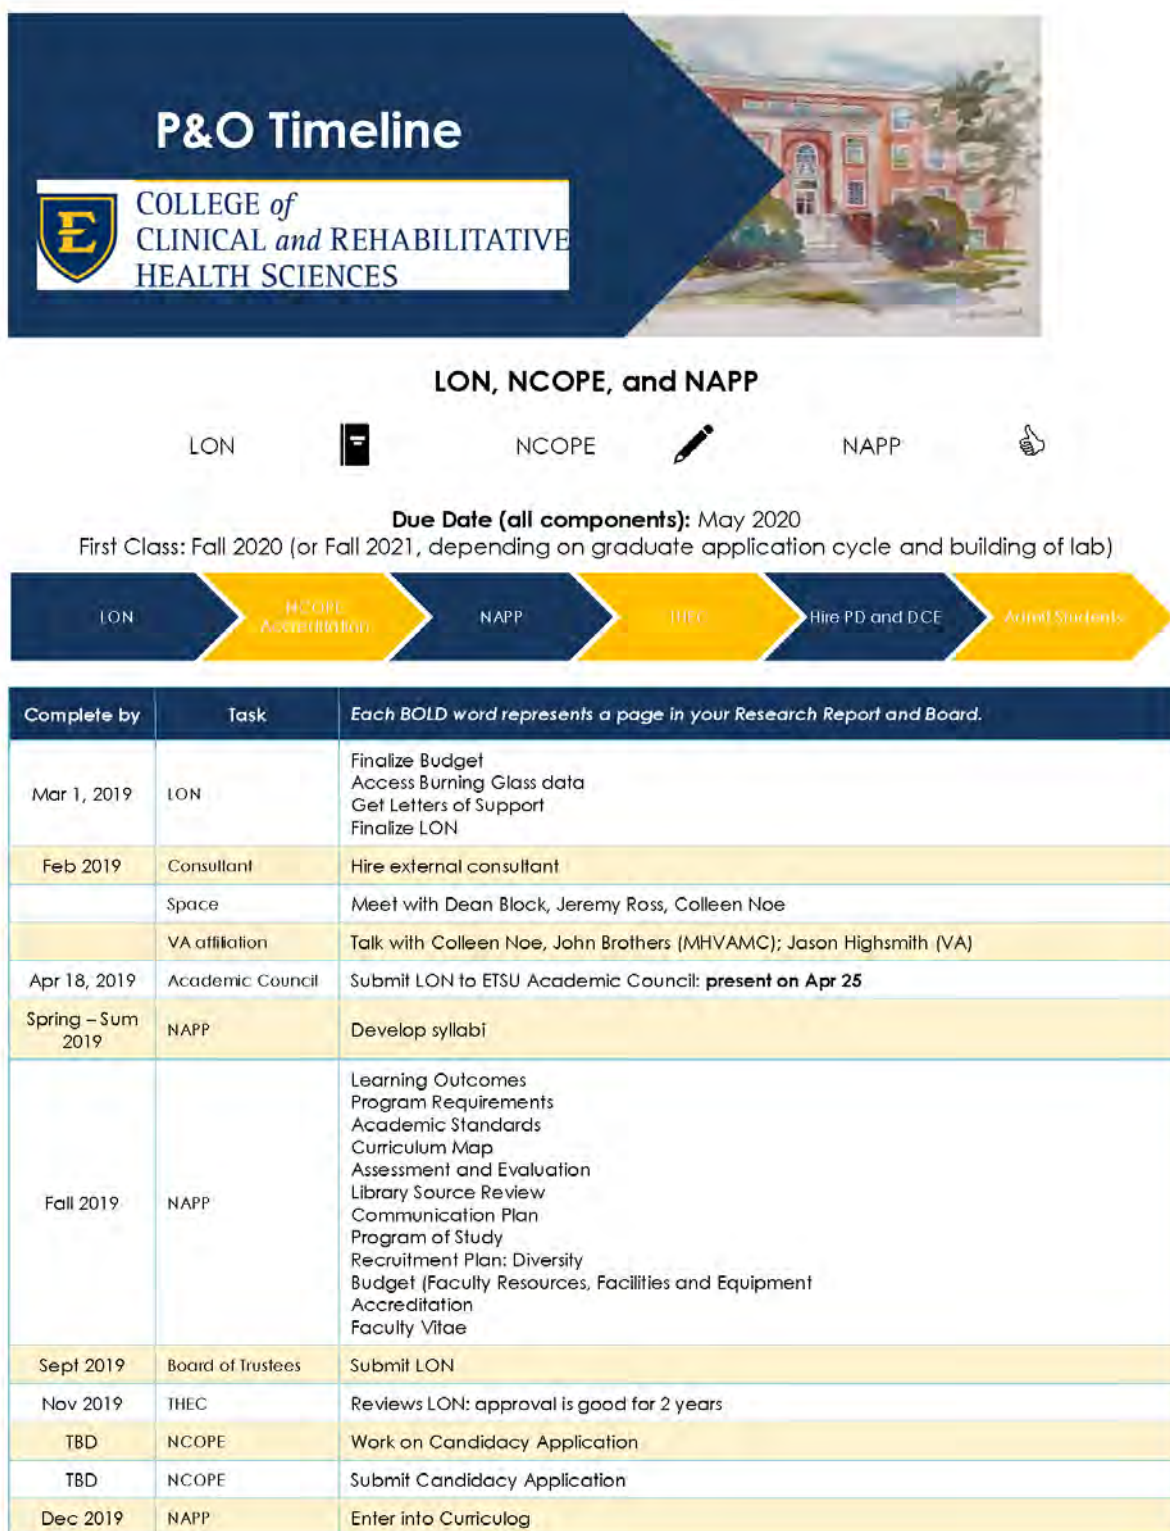 P&O Timeline
E
COLLEGE of
CLINICAL and REHABILITATIVE
HEALTH SCIENCES
LON, NCOPE, and NAPP
LON NCOPE NAPP
Due Date (all components): May 2020
First Class: Fall 2020 (or Fall 2021, depending on graduate application cycle and building of lab)
LON NCOPE Accreditation NAPP THEC Hire PD and DCE Admit Students
Complete by Task Each BOLD word represents a page in your Research Report and Board.
Mar 1, 2019 LON Finalize Budget
Access Burning Glass data
Get Letters of Support
Finalize LON
Feb 2019 Consultant Hire external consultant
Space Meet with Dean Block, Jeremy Ross, Colleen Noe
VA affiliation Talk with Colleen Noe, John Brothers (MHVAMC); Jason Highsmith (VA)
Apr 18, 2019 Academic Council Submit LON to ETSU Academic Council: present on Apr 25
Spring – Sum 2019 NAPP Develop syllabi
Fall 2019 NAPP Learning Outcomes
Program Requirements
Academic Standards
Curriculum Map
Assessment and Evaluation
Library Source Review
Communication Plan
Program of Study
Recruitment Plan: Diversity
Budget (Faculty Resources, Facilities and Equipment
Accreditation
Faculty Vitae
Sept 2019 Board of Trustees Submit LON
Nov 2019 THEC Reviews LON: approval is good for 2 years
TBD NCOPE Work on Candidacy Application
TBD NCOPE Submit Candidacy Application
Dec 2019 NAPP Enter into Curriculog